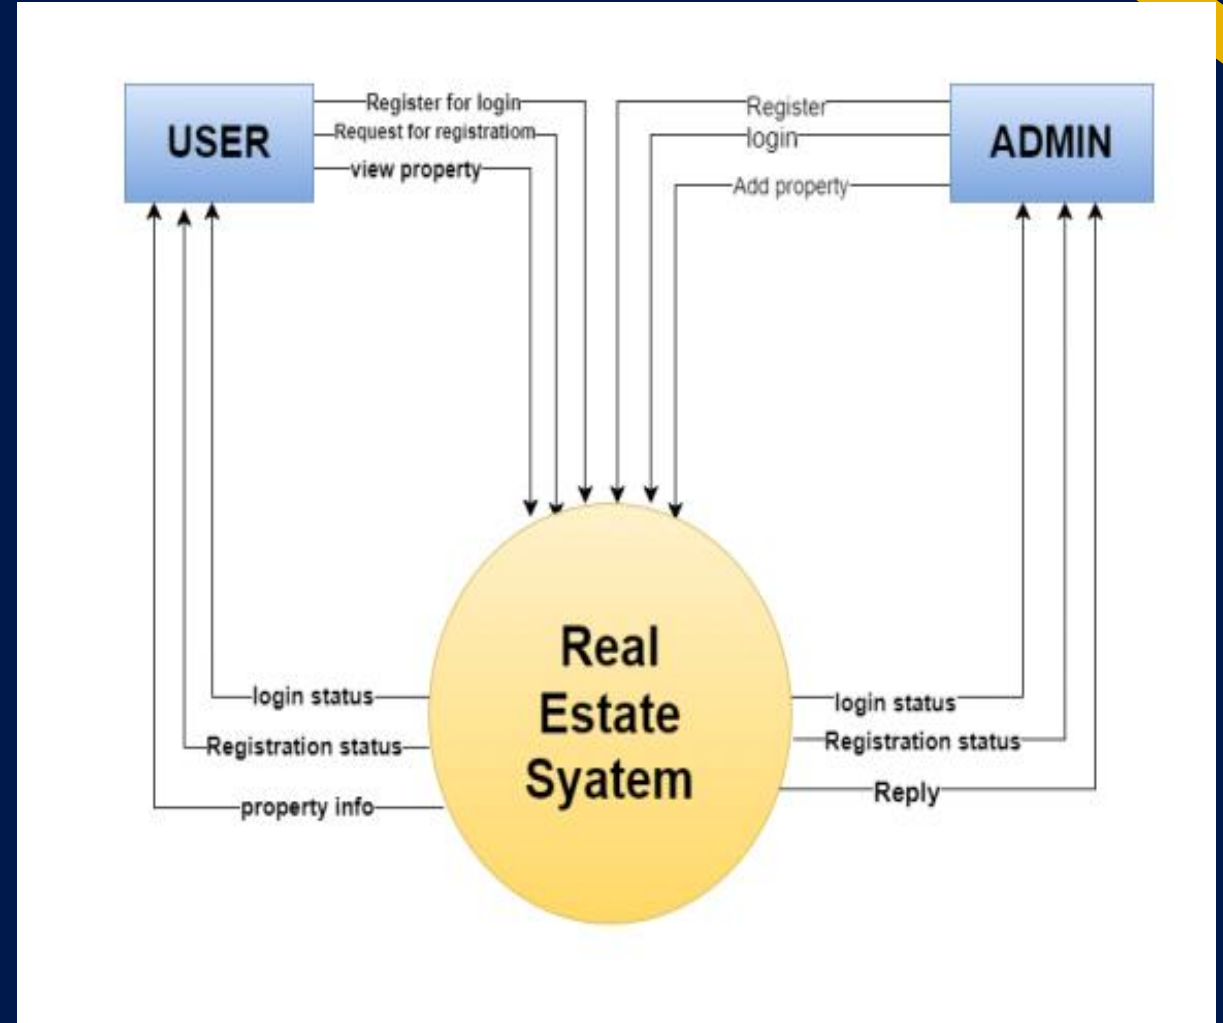 USER
Register for login
Request for registratiom
view property
Register
login
Add property
ADMIN
Real
Estate
Syatem
login status
Registration status
property info
login status
Registration status
Reply